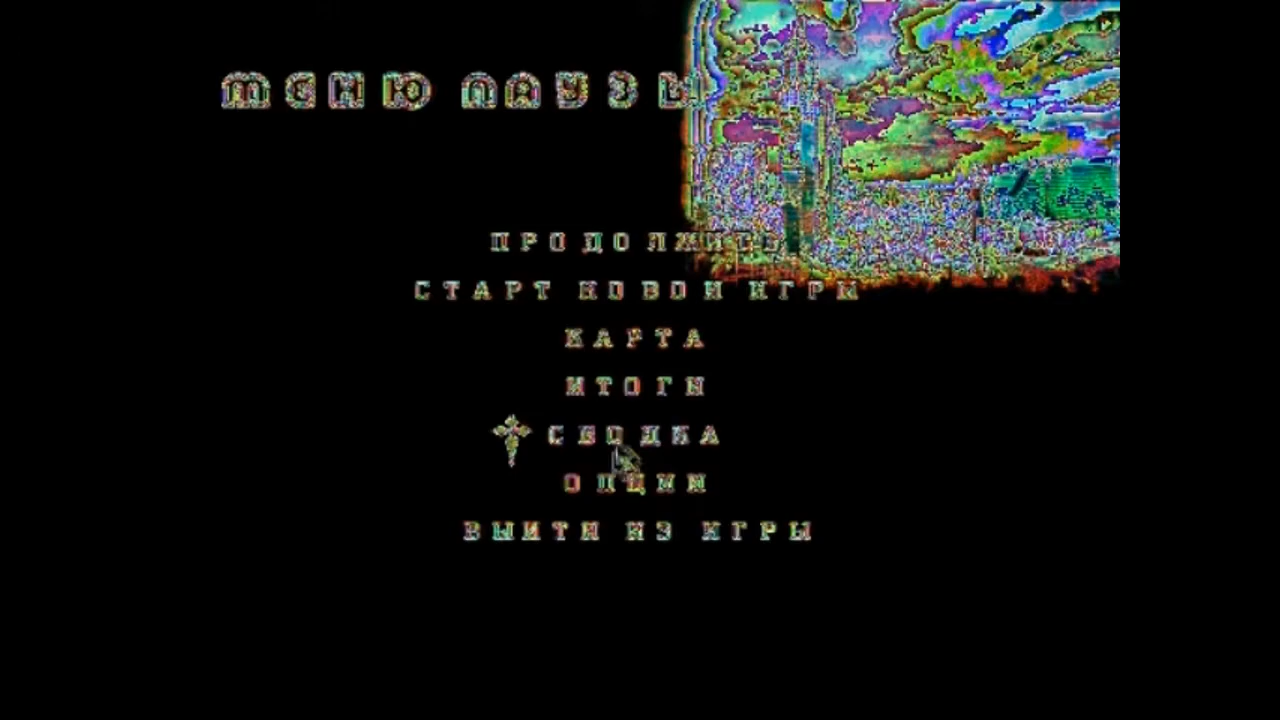 МЕНЮ ПАУЗЫ
ПРОДОЛЖИТЬ
СТАРТ НОВОЙ ИГРЫ
КАРТА
ИТОГИ
СВОДКА
ОПЦИИ
ВЫЙТИ ИЗ ИГРЫ